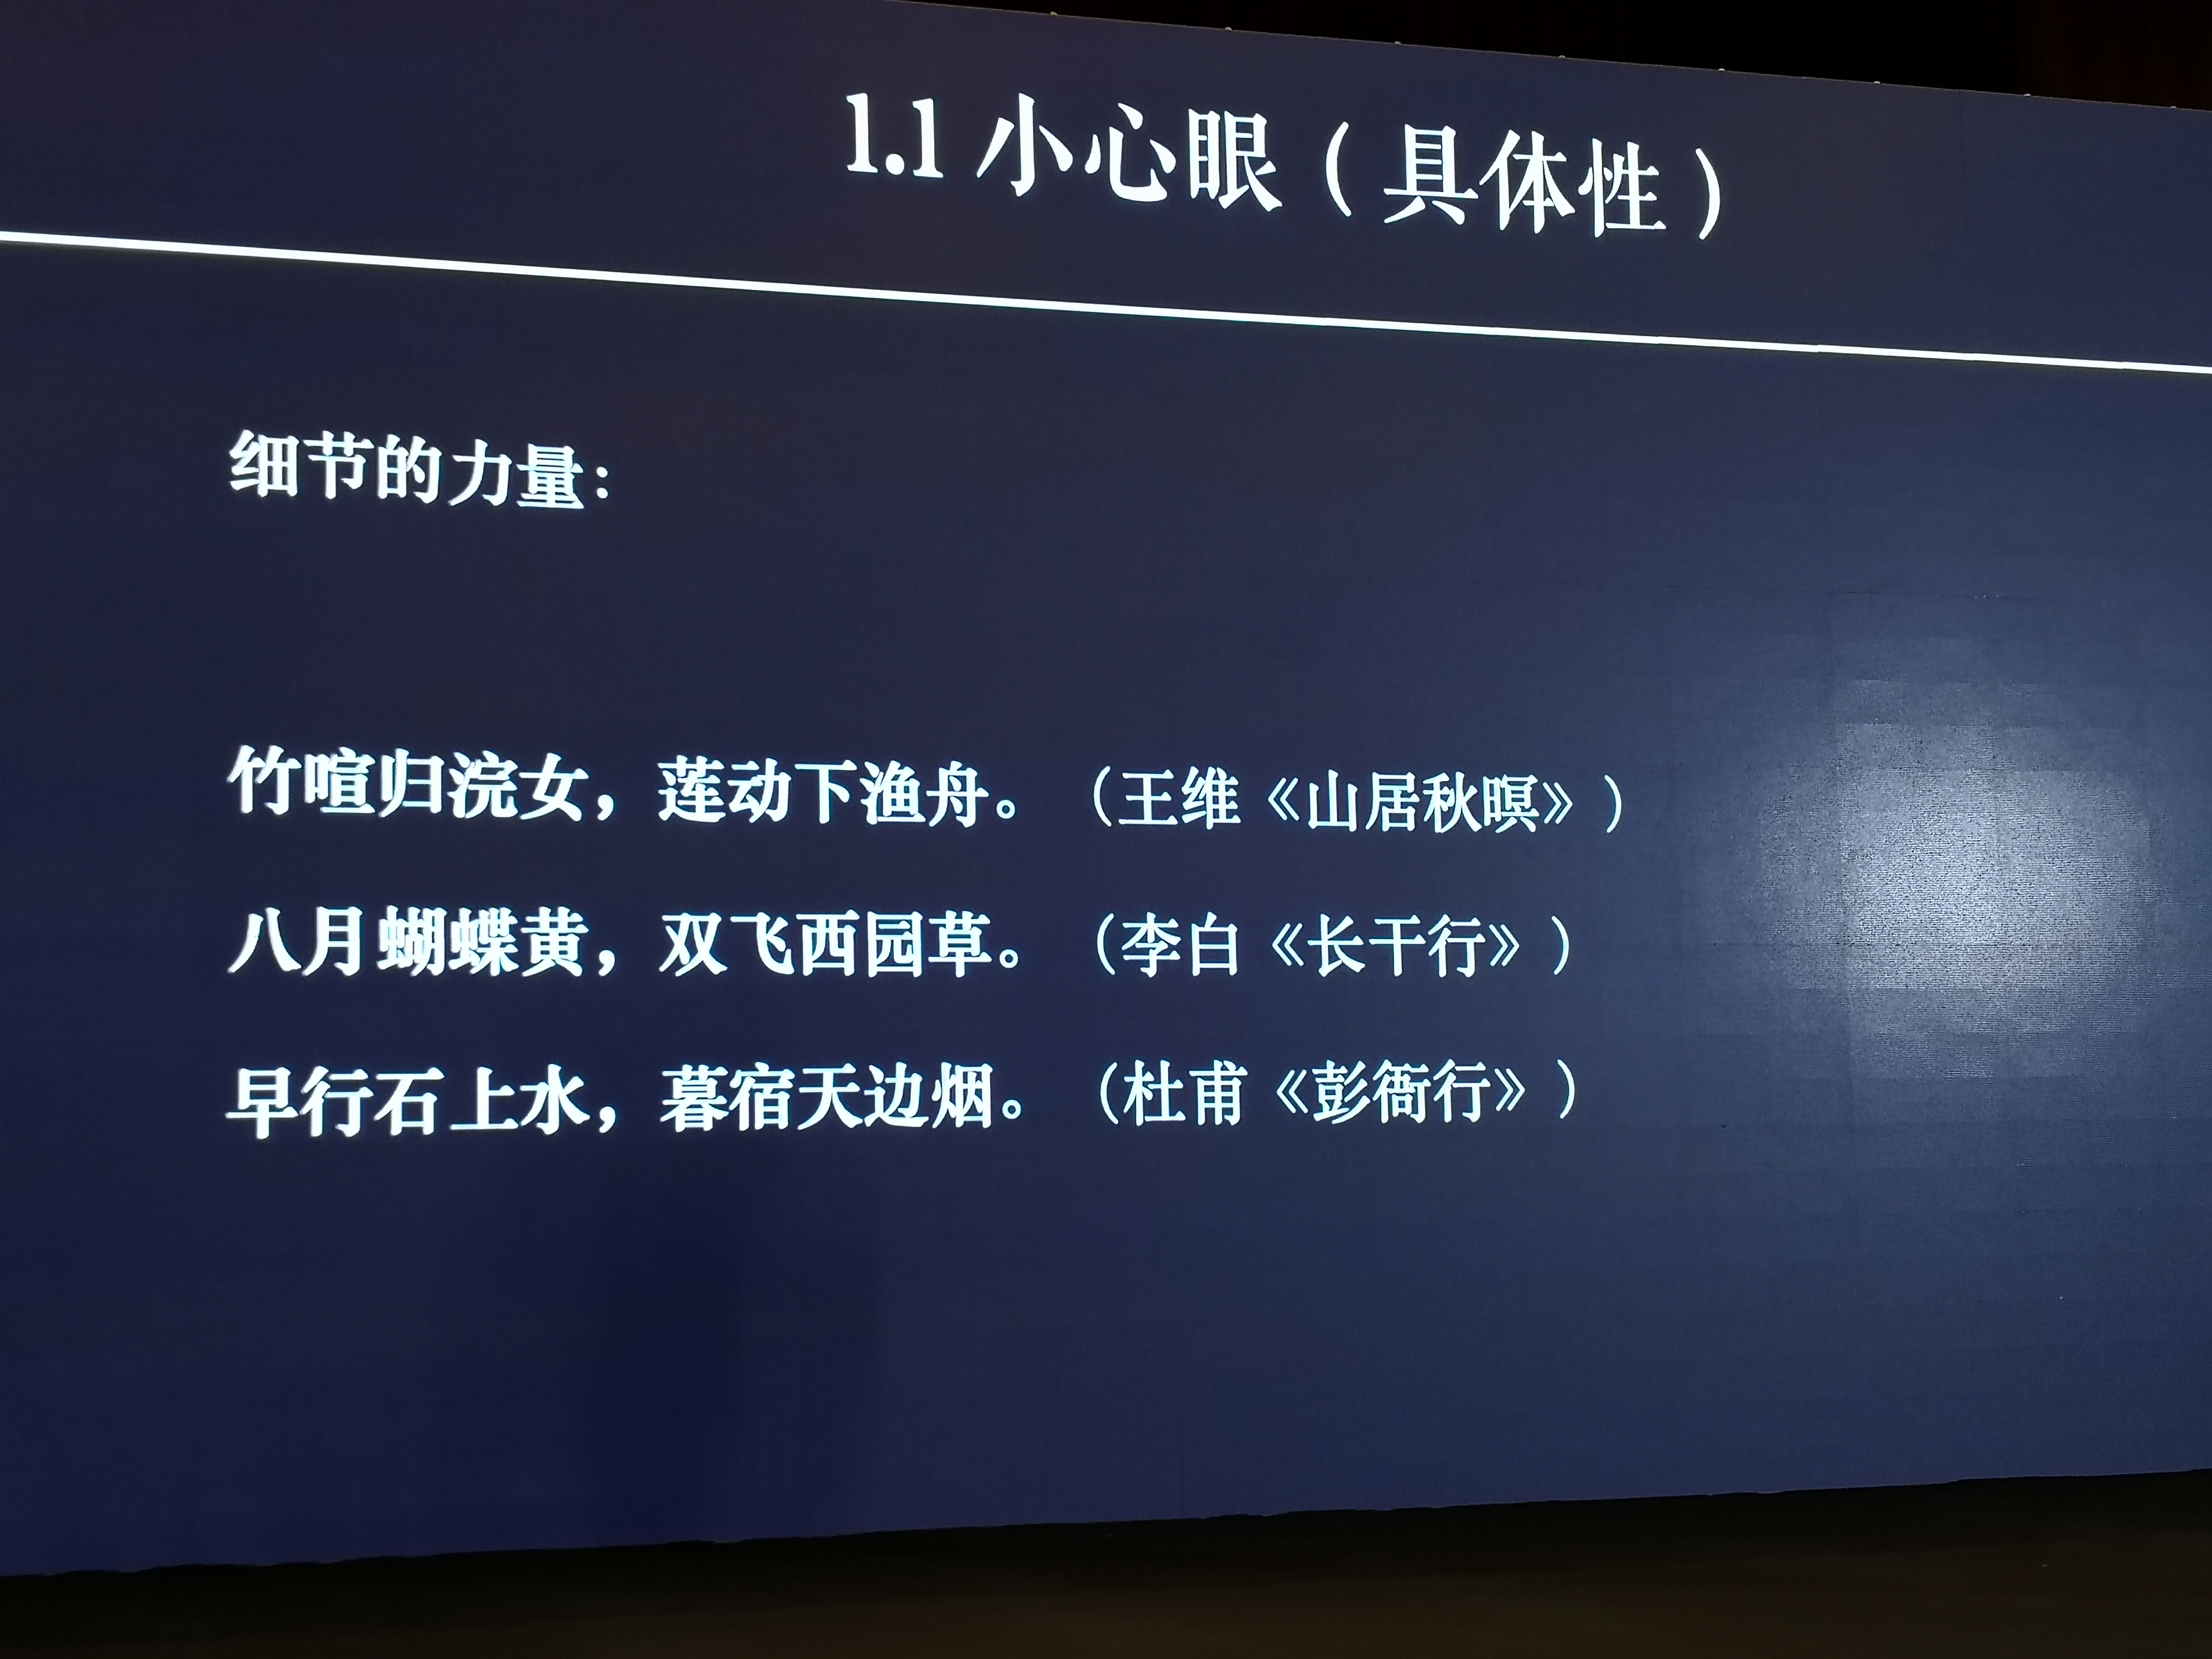 1.1 小心眼（具体性）
细节的力量：
竹喧归浣女，莲动下渔舟。（王维《山居秋暝》）
八月蝴蝶黄，双飞西园草。（李白《长干行》）
早行石上水，暮宿天边烟。（杜甫《彭衙行》）